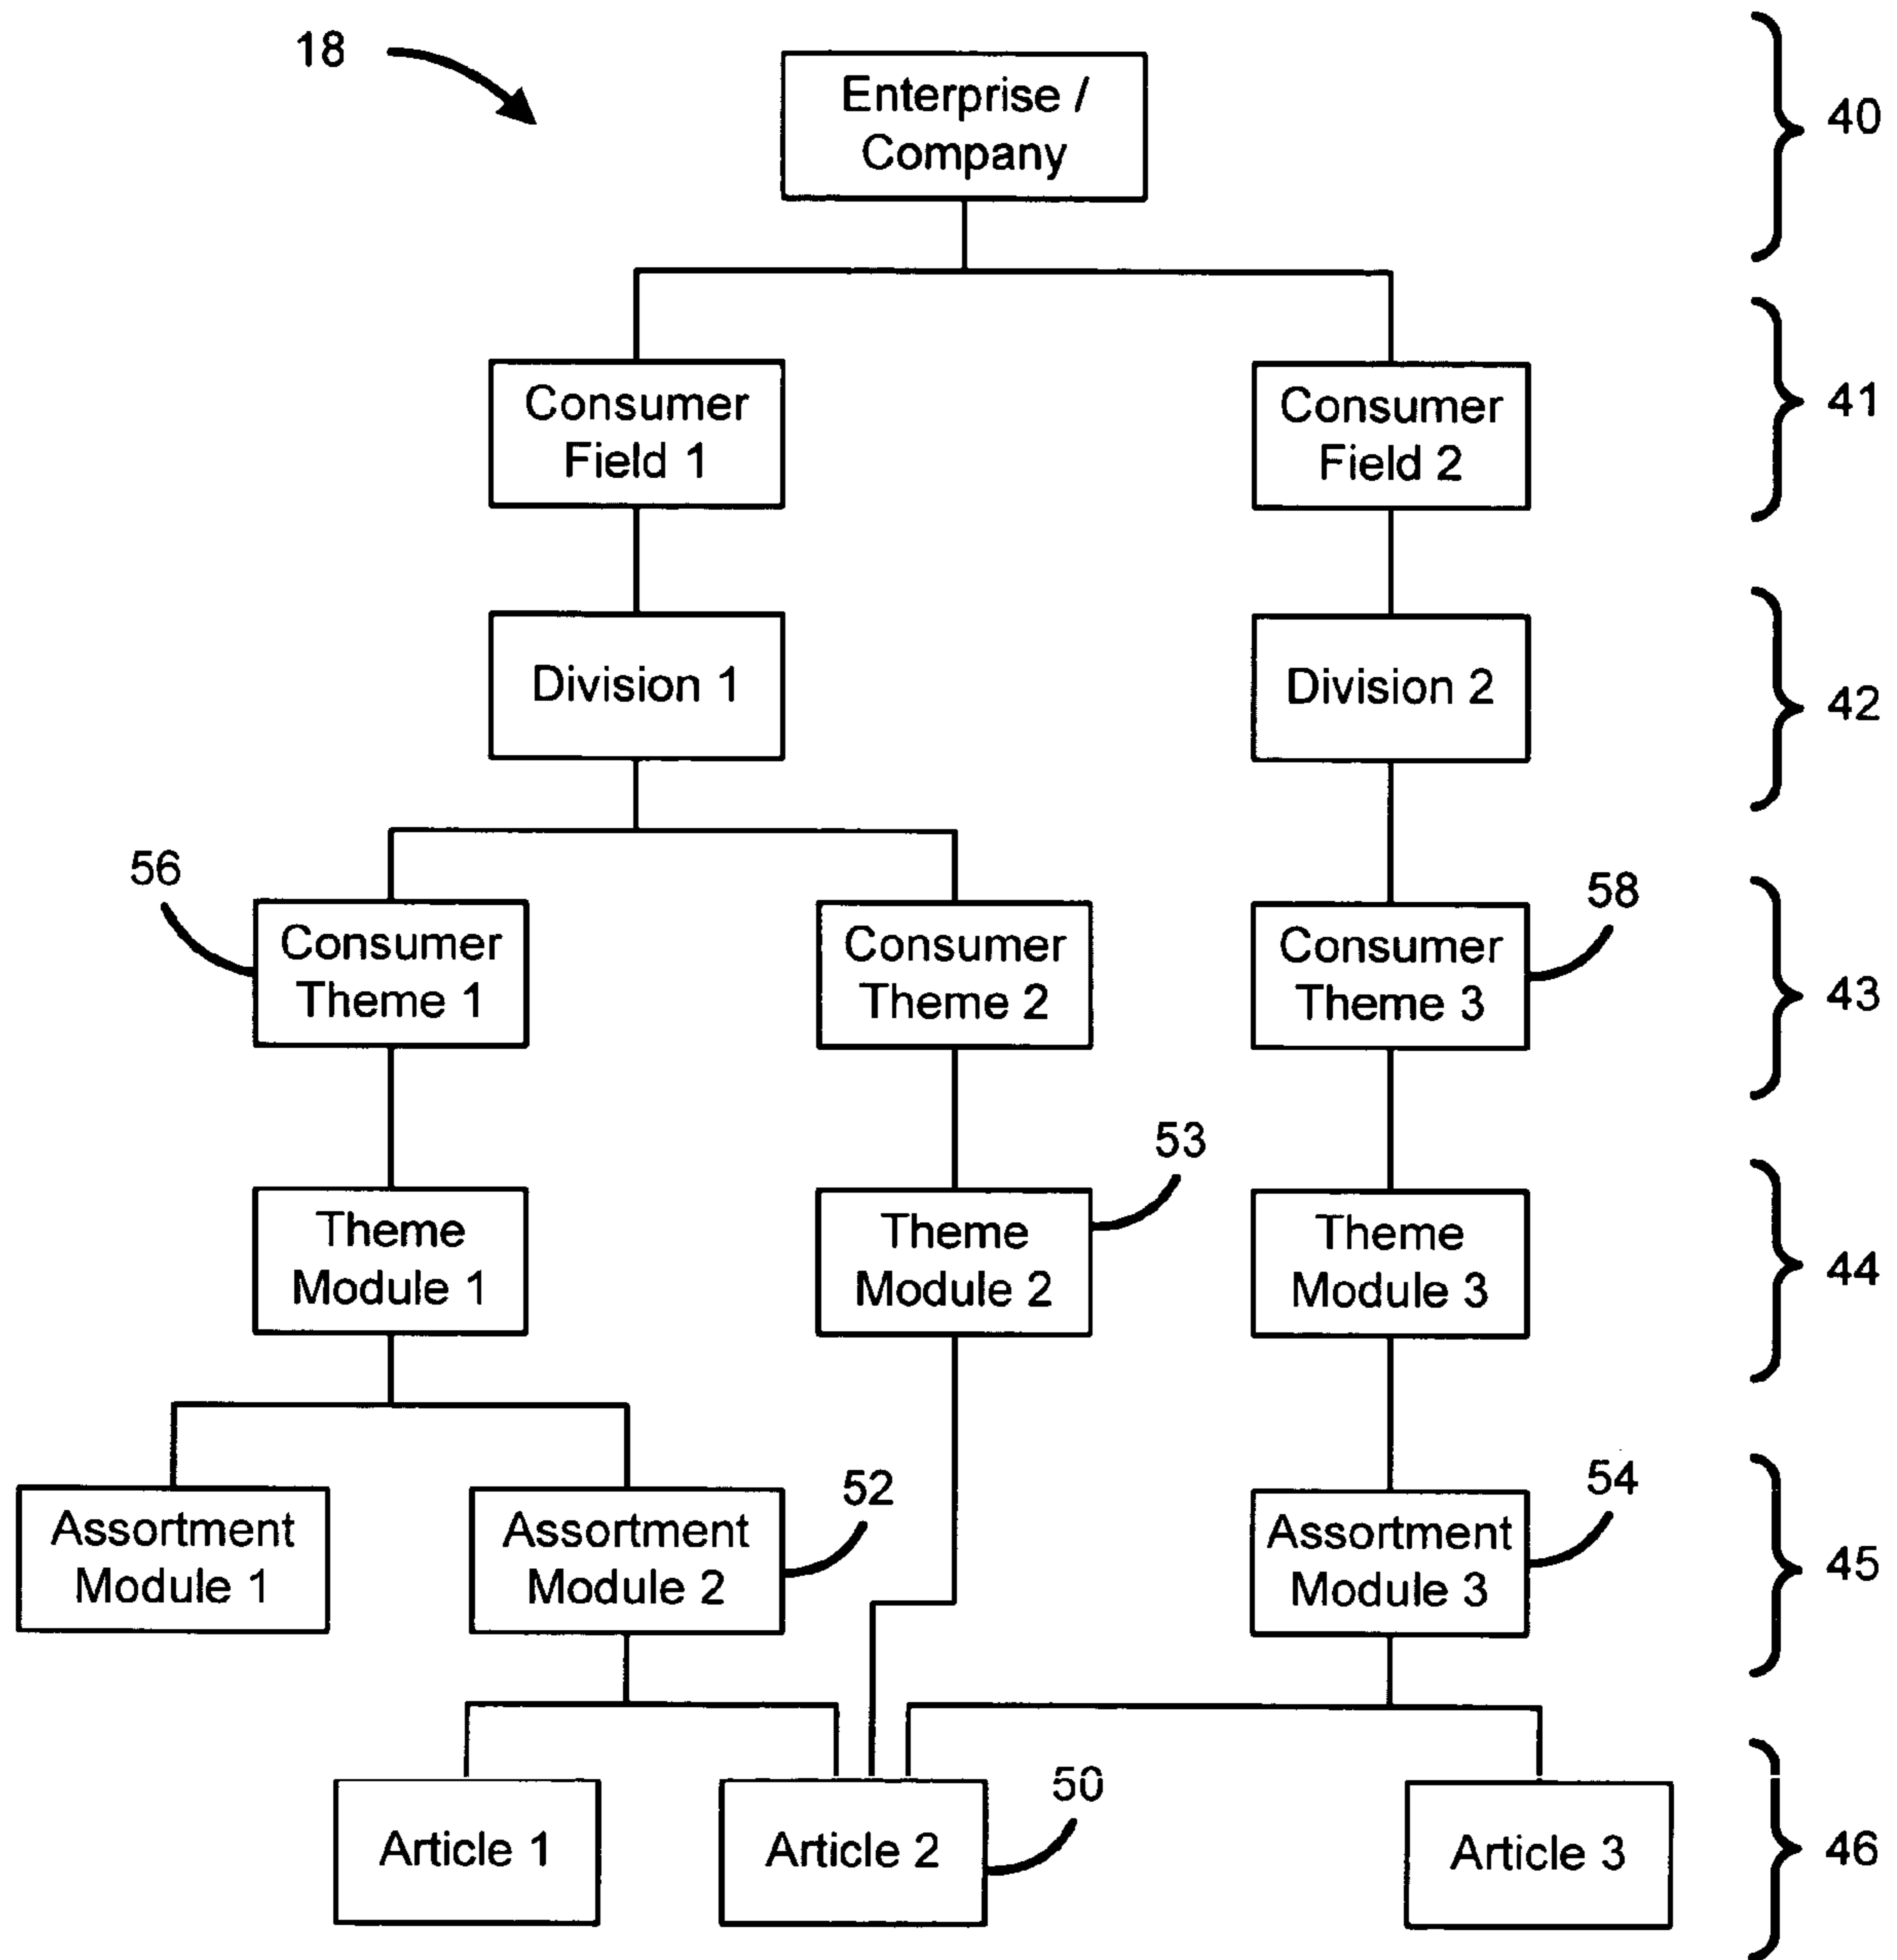 18
Enterprise /
Company
40
Consumer
Field 1
Consumer
Field 2
41
Division 1
Division 2
42
56
Consumer
Theme 1
Consumer
Theme 2
Consumer
Theme 3
58
43
53
Theme
Module 1
Theme
Module 2
Theme
Module 3
44
Assortment
Module 1
Assortment
Module 2
52
Assortment
Module 3
54
45
Article 1
Article 2
50
Article 3
46